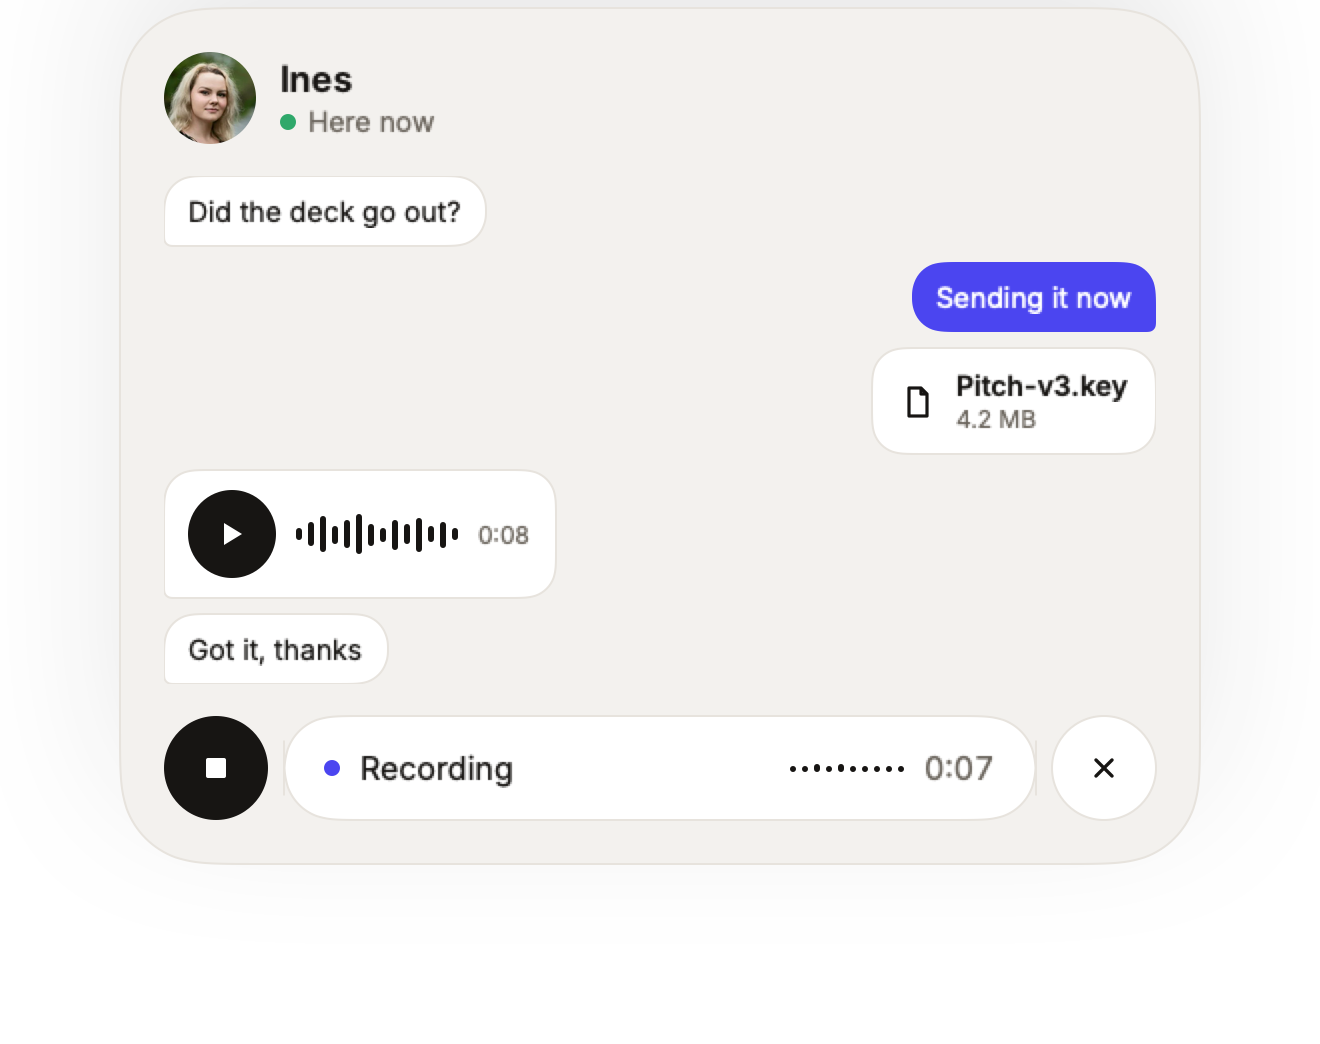 Ines
Here now
Did the deck go out?
Sending it now
Pitch-v3.key
4.2 MB
0:08
Got it, thanks
Recording
0:07